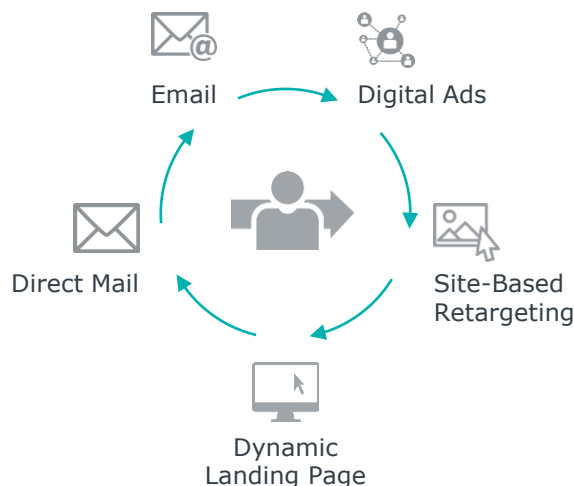 @
Email
Digital Ads
Direct Mail
Site-Based
Retargeting
Dynamic
Landing Page